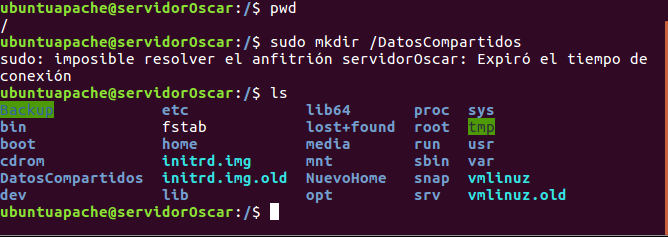 ubuntuapache@servidorOscar:/$ pwd
/
ubuntuapache@servidorOscar:/$ sudo mkdir /DatosCompartidos
sudo: imposible resolver el anfitrión servidorOscar: Expiró el tiempo de
conexión
ubuntuapache@servidorOscar:/$ ls
Backup etc lib64 proc sys
bin fstab lost+found root tmp
boot home media run usr
cdrom initrd.img mnt sbin var
DatosCompartidos initrd.img.old NuevoHome snap vmlinuz
dev lib opt srv vmlinuz.old
ubuntuapache@servidorOscar:/$